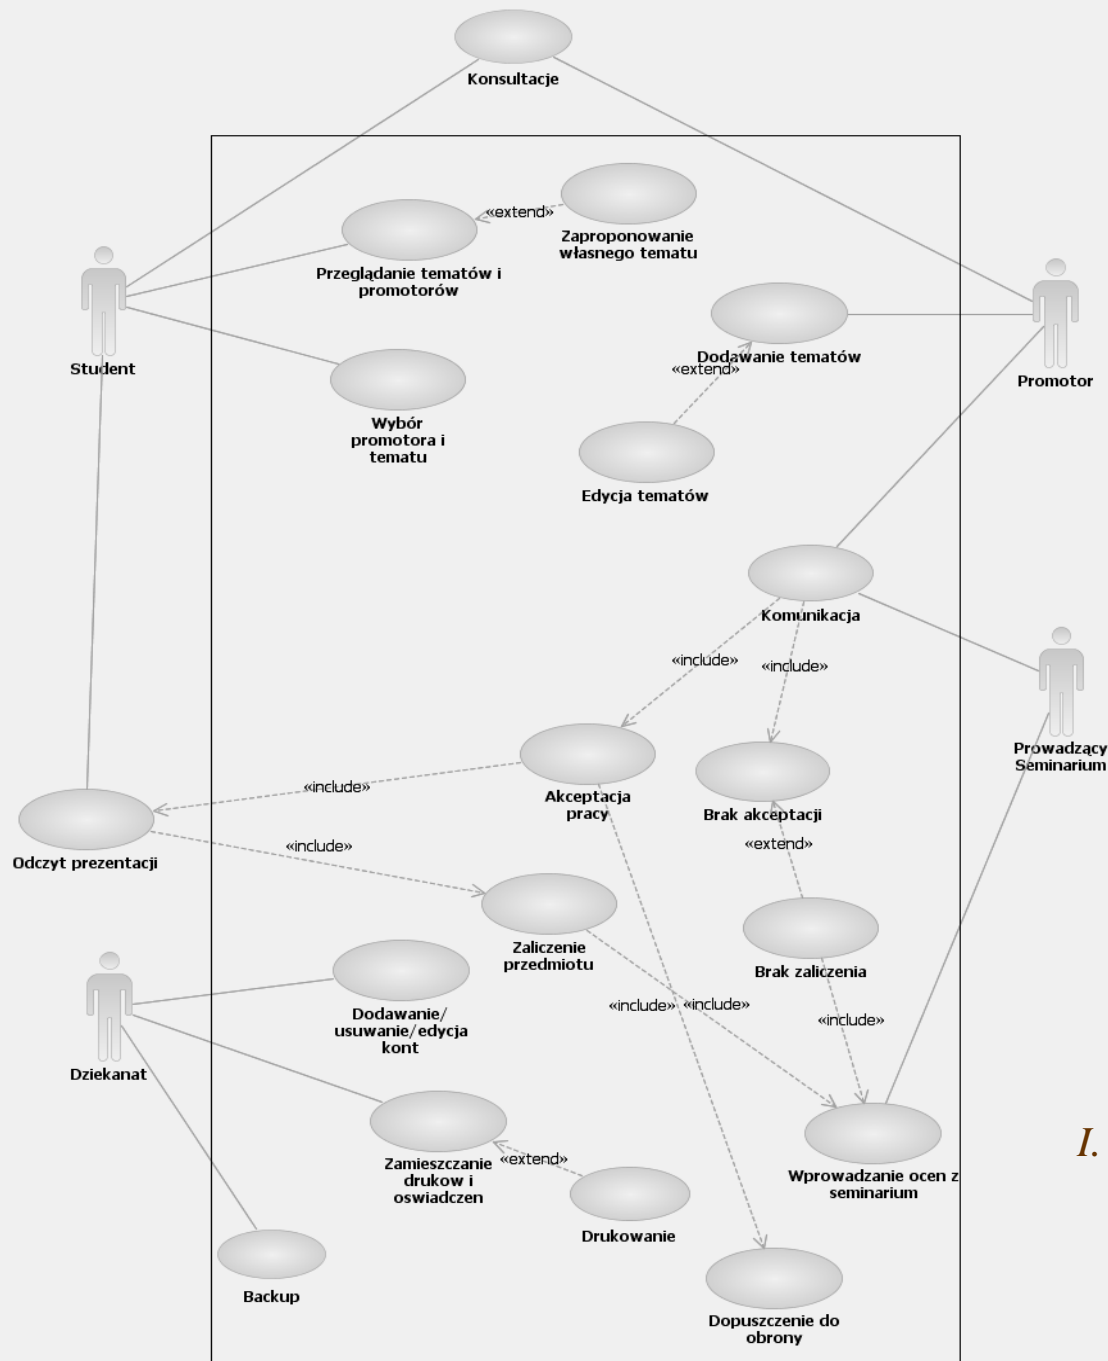 Konsultacje
«extend»
Zaproponowanie
własnego tematu
Przeglądanie tematów i
promotorów
Student
Dodawanie tematów
«extend»
Promotor
Wybór
promotora i
tematu
Edycja tematów
Komunikacja
«include»
«include»
Prowadzący
Seminarium
«include»
Akceptacja
pracy
Brak akceptacji
«include»
«extend»
Odczyt prezentacji
Zaliczenie
przedmiotu
Brak zaliczenia
«include»
«include»
«include»
Dodawanie/
usuwanie/edycja
kont
Dziekanat
I.
Zamieszczanie
drukow i
oswiadczen
«extend»
Wprowadzanie ocen z
seminarium
Drukowanie
Backup
Dopuszczenie do
obrony